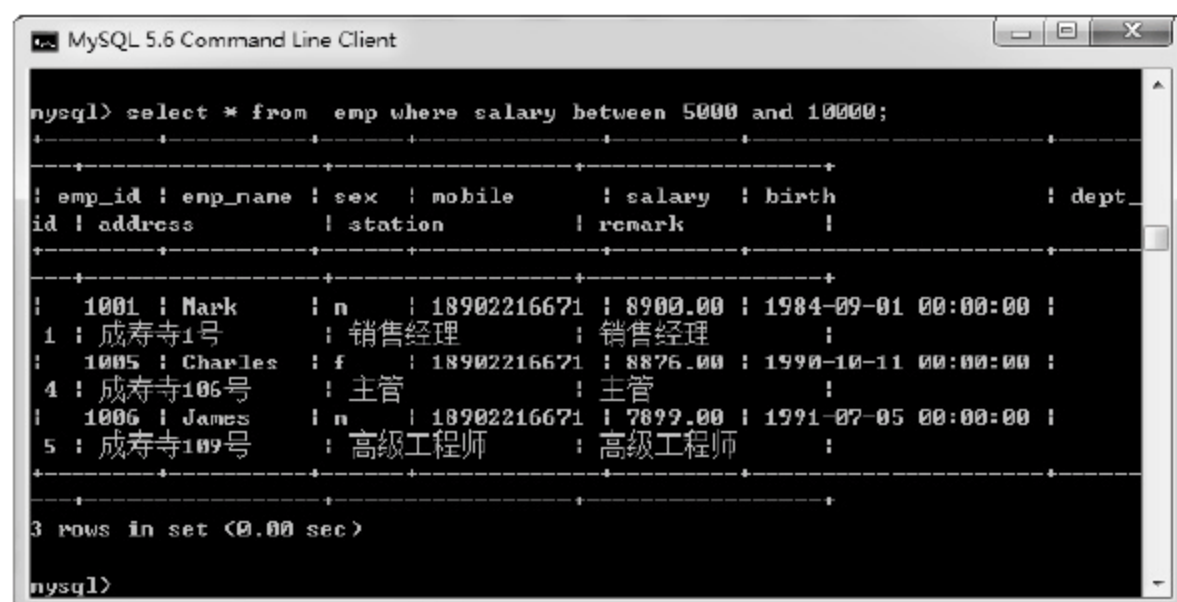 MySQL 5.6 Command Line Client
mysql> select * from  emp where salary between 5000 and 10000;
+--------+----------+------+-------------+---------+---------------------+------
---+--------------+----------------+----------------+
| emp_id | emp_name | sex  | mobile      | salary  | birth               | dept_
id | address      | station        | remark         |
+--------+----------+------+-------------+---------+---------------------+------
---+--------------+----------------+----------------+
|   1001 | Mark     | m    | 18902216671 | 8900.00 | 1984-09-01 00:00:00 |
 1 | 成寿寺1号       | 销售经理        | 销售经理        |
|   1005 | Charles  | f    | 18902216671 | 8876.00 | 1990-10-11 00:00:00 |
 4 | 成寿寺106号     | 主管            | 主管            |
|   1006 | James    | m    | 18902216671 | 7899.00 | 1991-07-05 00:00:00 |
 5 | 成寿寺109号     | 高级工程师      | 高级工程师      |
+--------+----------+------+-------------+---------+---------------------+------
---+--------------+----------------+----------------+
3 rows in set (0.00 sec)
mysql>